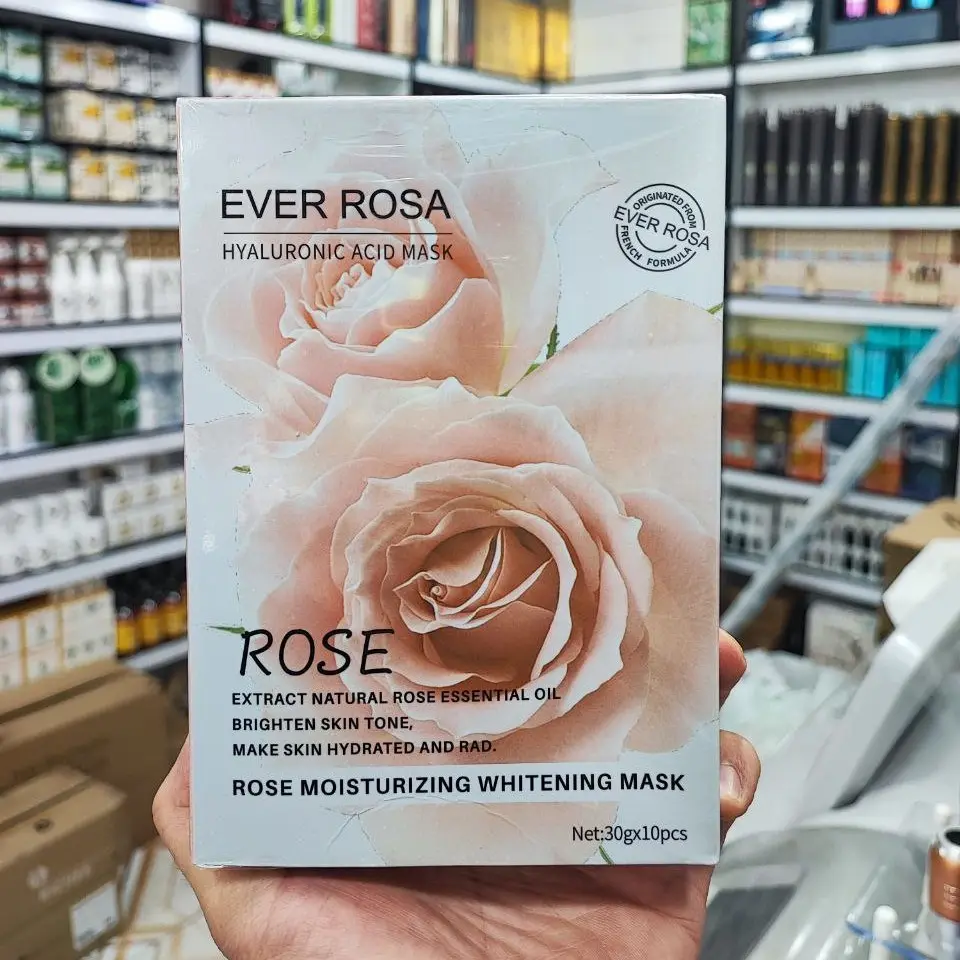 EVER ROSA
HYALURONIC ACID MASK
ORIGINATED FROM
EVER ROSA
FRENCH FORMULA
ROSE
EXTRACT NATURAL ROSE ESSENTIAL OIL
BRIGHTEN SKIN TONE,
MAKE SKIN HYDRATED AND RAD.
ROSE MOISTURIZING WHITENING MASK
Net:30gx10pcs